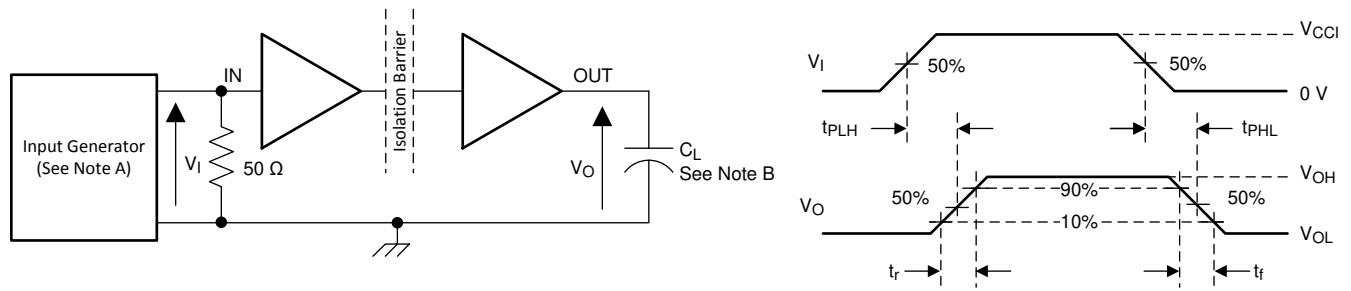 Input Generator
(See Note A)
V_I
IN
50 Ω
Isolation Barrier
OUT
V_O
C_L
See Note B
V_I
50%
50%
V_CCI
0 V
t_PLH
t_PHL
V_O
50%
90%
10%
50%
V_OH
V_OL
t_r
t_f